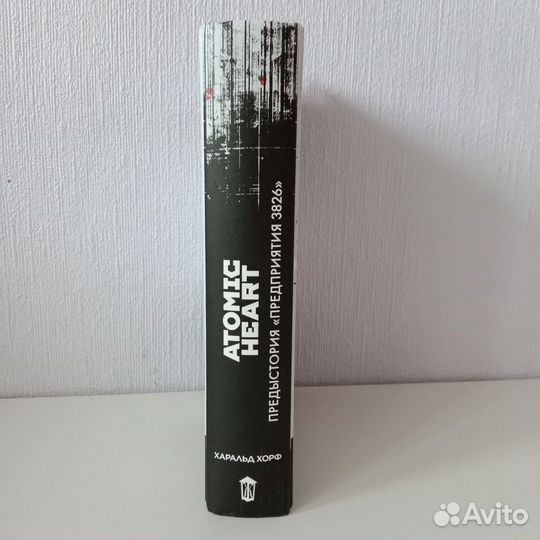 ATOMIC
HEART
ПРЕДЫСТОРИЯ «ПРЕДПРИЯТИЯ 3826»
ХАРАЛЬД ХОРФ
Avito